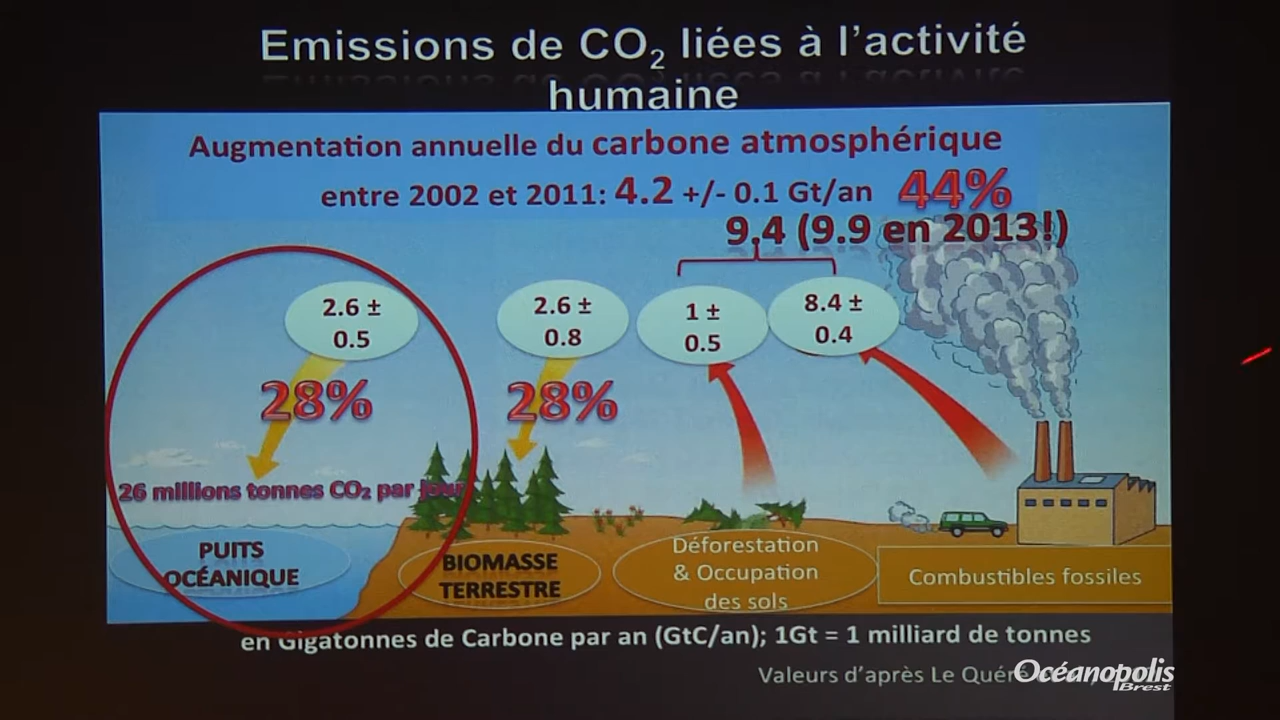 Emissions de CO₂ liées à l'activité
humaine
Augmentation annuelle du carbone atmosphérique
entre 2002 et 2011: 4.2 +/- 0.1 Gt/an 44%
9.4 (9.9 en 2013!)
2.6 ±
0.5
2.6 ±
0.8
1 ±
0.5
8.4 ±
0.4
28%
28%
26 millions tonnes CO₂ par jour
PUITS
OCÉANIQUE
BIOMASSE
TERRESTRE
Déforestation
& Occupation
des sols
Combustibles fossiles
en Gigatonnes de Carbone par an (GtC/an); 1Gt = 1 milliard de tonnes
Valeurs d'après Le Quéré
Océanopolis
Brest